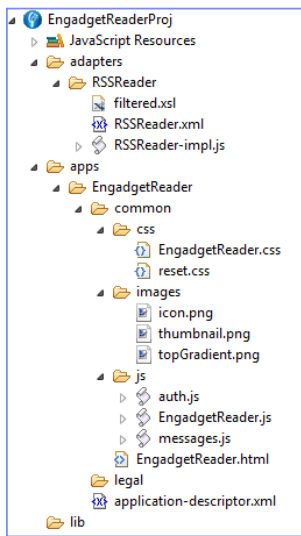 EngadgetReaderProj
JavaScript Resources
adapters
RSSReader
filtered.xsl
RSSReader.xml
RSSReader-impl.js
apps
EngadgetReader
common
css
EngadgetReader.css
reset.css
images
icon.png
thumbnail.png
topGradient.png
js
auth.js
EngadgetReader.js
messages.js
EngadgetReader.html
legal
application-descriptor.xml
lib